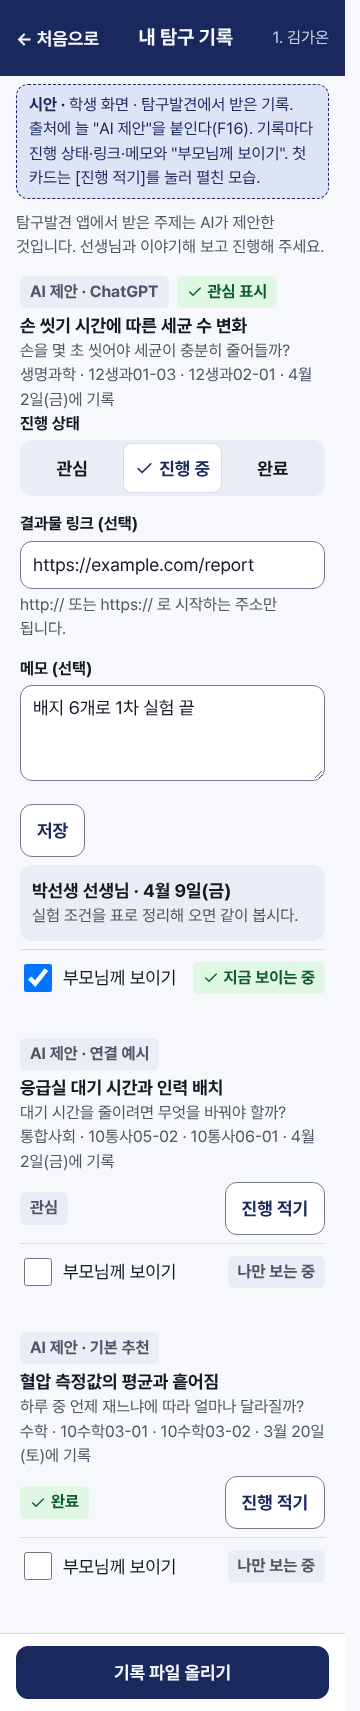 ← 처음으로
내 탐구 기록
1. 김가온
시안 · 학생 화면 · 탐구발견에서 받은 기록.
출처에 늘 "AI 제안"을 붙인다(F16). 기록마다
진행 상태·링크·메모와 "부모님께 보이기". 첫
카드는 [진행 적기]를 눌러 펼친 모습.
탐구발견 앱에서 받은 주제는 AI가 제안한
것입니다. 선생님과 이야기해 보고 진행해 주세요.
AI 제안 · ChatGPT
✓ 관심 표시
손 씻기 시간에 따른 세균 수 변화
손을 몇 초 씻어야 세균이 충분히 줄어들까?
생명과학 · 12생과01-03 · 12생과02-01 · 4월
2일(금)에 기록
진행 상태
관심
✓ 진행 중
완료
결과물 링크 (선택)
https://example.com/report
http:// 또는 https:// 로 시작하는 주소만
됩니다.
메모 (선택)
배지 6개로 1차 실험 끝
저장
박선생 선생님 · 4월 9일(금)
실험 조건을 표로 정리해 오면 같이 봅시다.
부모님께 보이기
✓ 지금 보이는 중
AI 제안 · 연결 예시
응급실 대기 시간과 인력 배치
대기 시간을 줄이려면 무엇을 바꿔야 할까?
통합사회 · 10통사05-02 · 10통사06-01 · 4월
2일(금)에 기록
관심
진행 적기
부모님께 보이기
나만 보는 중
AI 제안 · 기본 추천
혈압 측정값의 평균과 흩어짐
하루 중 언제 재느냐에 따라 얼마나 달라질까?
수학 · 10수학03-01 · 10수학03-02 · 3월 20일
(토)에 기록
✓ 완료
진행 적기
부모님께 보이기
나만 보는 중
기록 파일 올리기